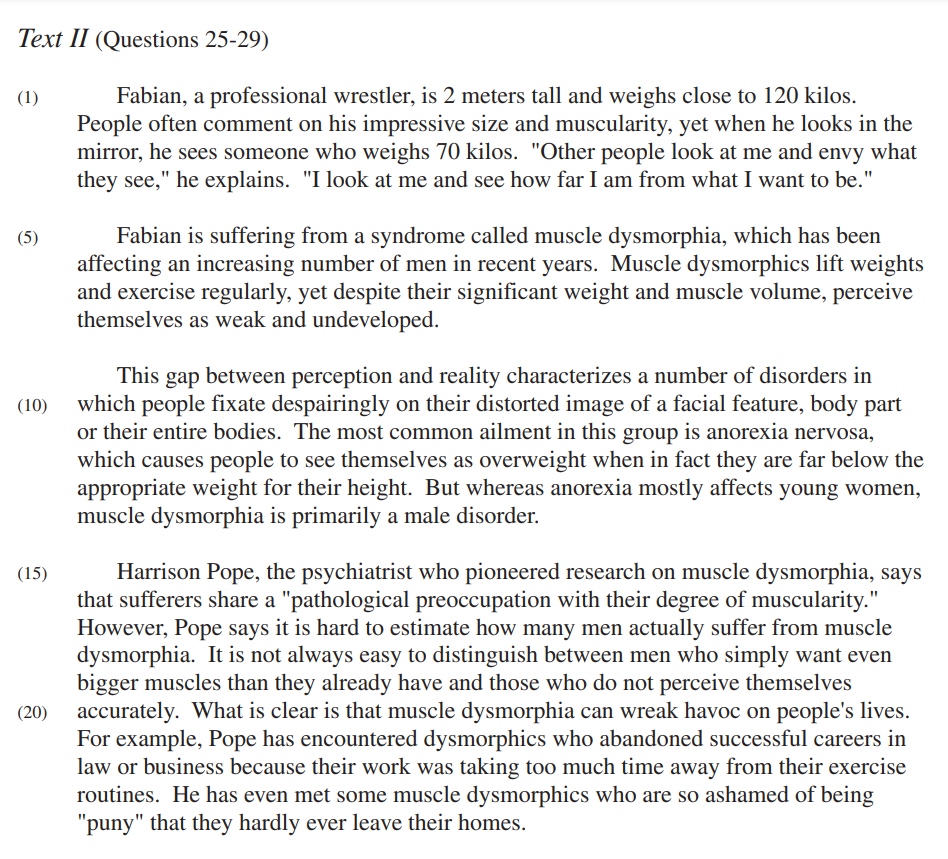 Text II (Questions 25-29)
(1) Fabian, a professional wrestler, is 2 meters tall and weighs close to 120 kilos.
People often comment on his impressive size and muscularity, yet when he looks in the
mirror, he sees someone who weighs 70 kilos. "Other people look at me and envy what
they see," he explains. "I look at me and see how far I am from what I want to be."
(5) Fabian is suffering from a syndrome called muscle dysmorphia, which has been
affecting an increasing number of men in recent years. Muscle dysmorphics lift weights
and exercise regularly, yet despite their significant weight and muscle volume, perceive
themselves as weak and undeveloped.
This gap between perception and reality characterizes a number of disorders in
(10) which people fixate despairingly on their distorted image of a facial feature, body part
or their entire bodies. The most common ailment in this group is anorexia nervosa,
which causes people to see themselves as overweight when in fact they are far below the
appropriate weight for their height. But whereas anorexia mostly affects young women,
muscle dysmorphia is primarily a male disorder.
(15) Harrison Pope, the psychiatrist who pioneered research on muscle dysmorphia, says
that sufferers share a "pathological preoccupation with their degree of muscularity."
However, Pope says it is hard to estimate how many men actually suffer from muscle
dysmorphia. It is not always easy to distinguish between men who simply want even
bigger muscles than they already have and those who do not perceive themselves
(20) accurately. What is clear is that muscle dysmorphia can wreak havoc on people's lives.
For example, Pope has encountered dysmorphics who abandoned successful careers in
law or business because their work was taking too much time away from their exercise
routines. He has even met some muscle dysmorphics who are so ashamed of being
"puny" that they hardly ever leave their homes.